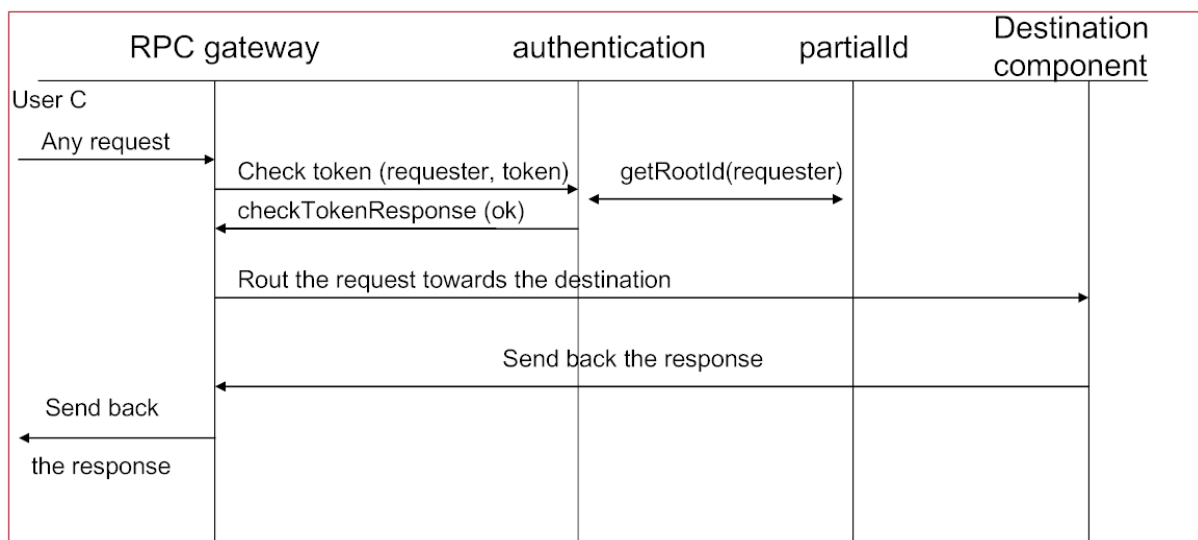 RPC gateway
authentication
partialId
Destination
component
User C
Any request
Check token (requester, token)
getRootId(requester)
checkTokenResponse (ok)
Rout the request towards the destination
Send back the response
Send back
the response